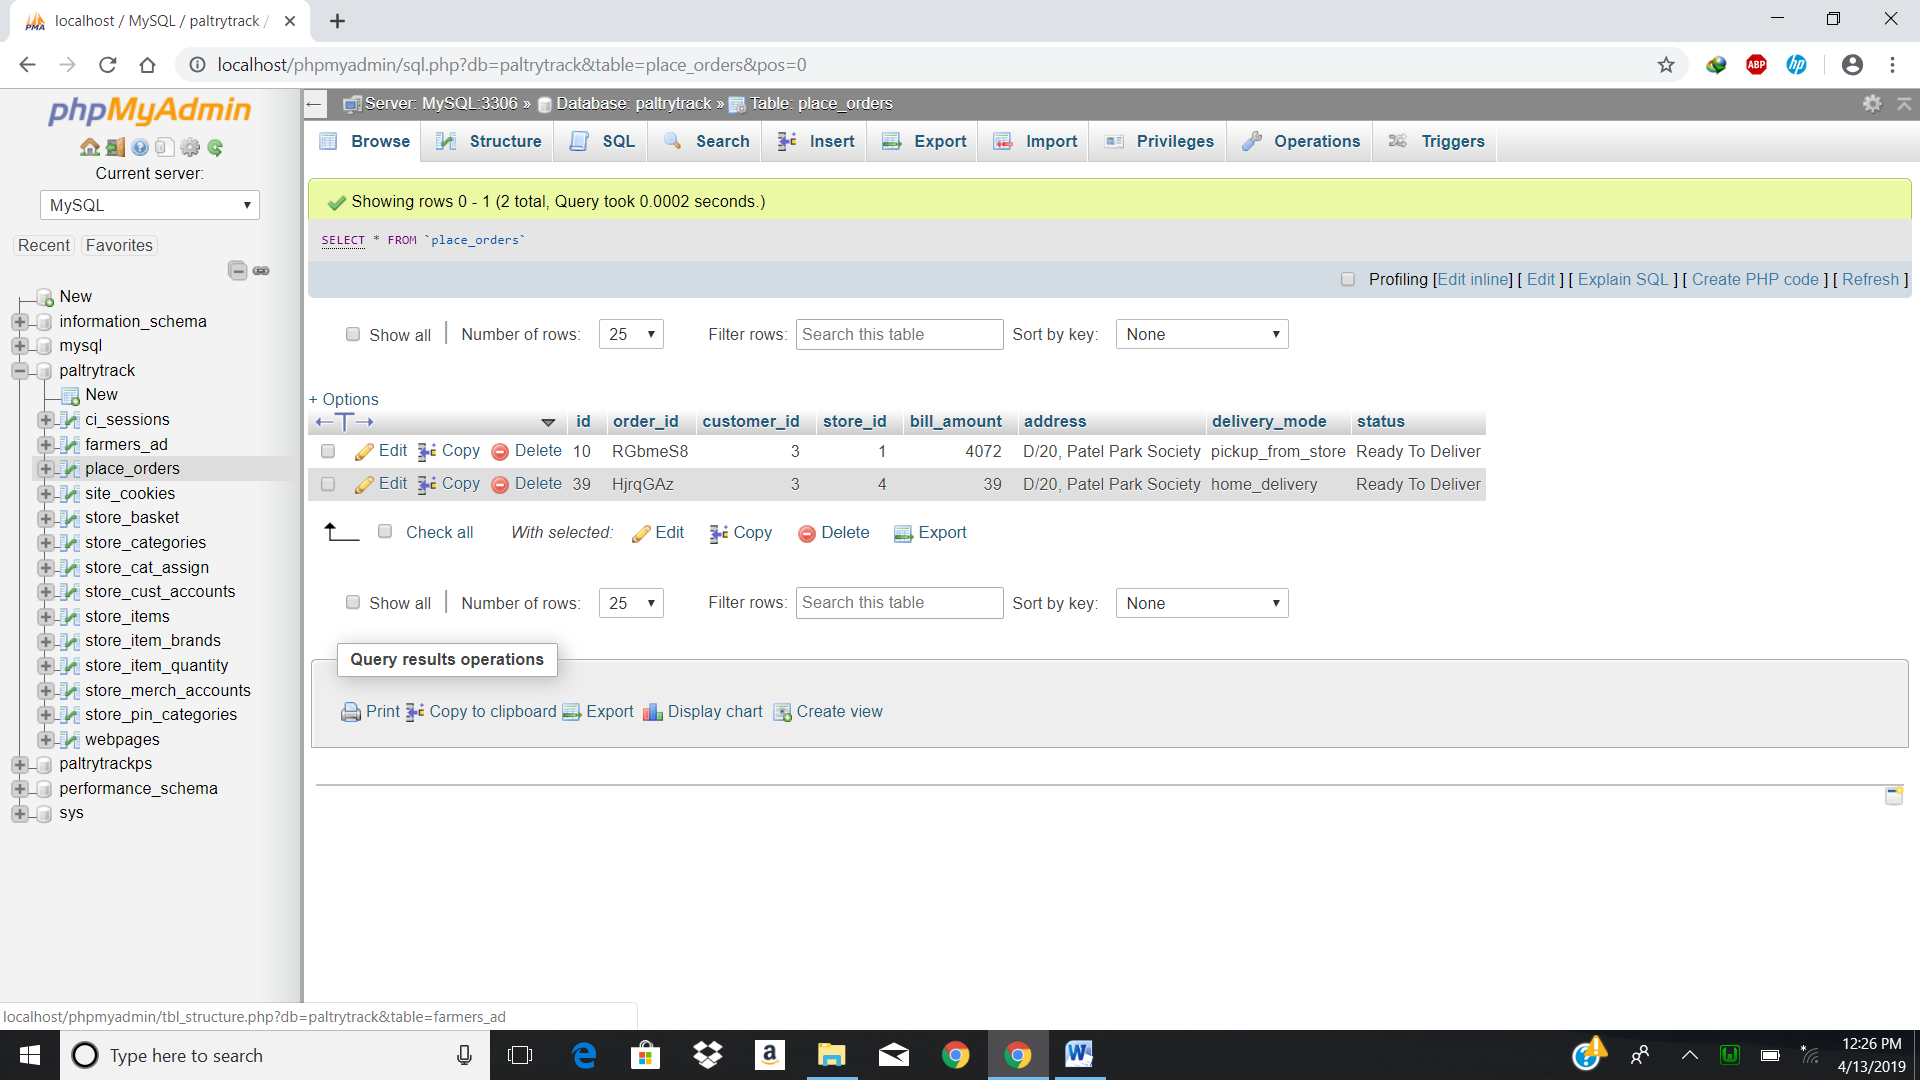 localhost / MySQL / paltrytrack /
localhost/phpmyadmin/sql.php?db=paltrytrack&table=place_orders&pos=0
ABP
hp
phpMyAdmin
Current server:
MySQL
Recent Favorites
New
information_schema
mysql
paltrytrack
New
ci_sessions
farmers_ad
place_orders
site_cookies
store_basket
store_categories
store_cat_assign
store_cust_accounts
store_items
store_item_brands
store_item_quantity
store_merch_accounts
store_pin_categories
webpages
paltrytrackps
performance_schema
sys
Server: MySQL:3306 » Database: paltrytrack » Table: place_orders
Browse Structure SQL Search Insert Export Import Privileges Operations Triggers
Showing rows 0 - 1 (2 total, Query took 0.0002 seconds.)
SELECT * FROM `place_orders`
Profiling [Edit inline] [ Edit ] [ Explain SQL ] [ Create PHP code ] [ Refresh ]
Show all Number of rows: 25 Filter rows: Search this table Sort by key: None
+ Options
id order_id customer_id store_id bill_amount address delivery_mode status
Edit Copy Delete 10 RGbmeS8 3 1 4072 D/20, Patel Park Society pickup_from_store Ready To Deliver
Edit Copy Delete 39 HjrqGAz 3 4 39 D/20, Patel Park Society home_delivery Ready To Deliver
Check all With selected: Edit Copy Delete Export
Show all Number of rows: 25 Filter rows: Search this table Sort by key: None
Query results operations
Print Copy to clipboard Export Display chart Create view
localhost/phpmyadmin/tbl_structure.php?db=paltrytrack&table=farmers_ad
Type here to search
12:26 PM
4/13/2019